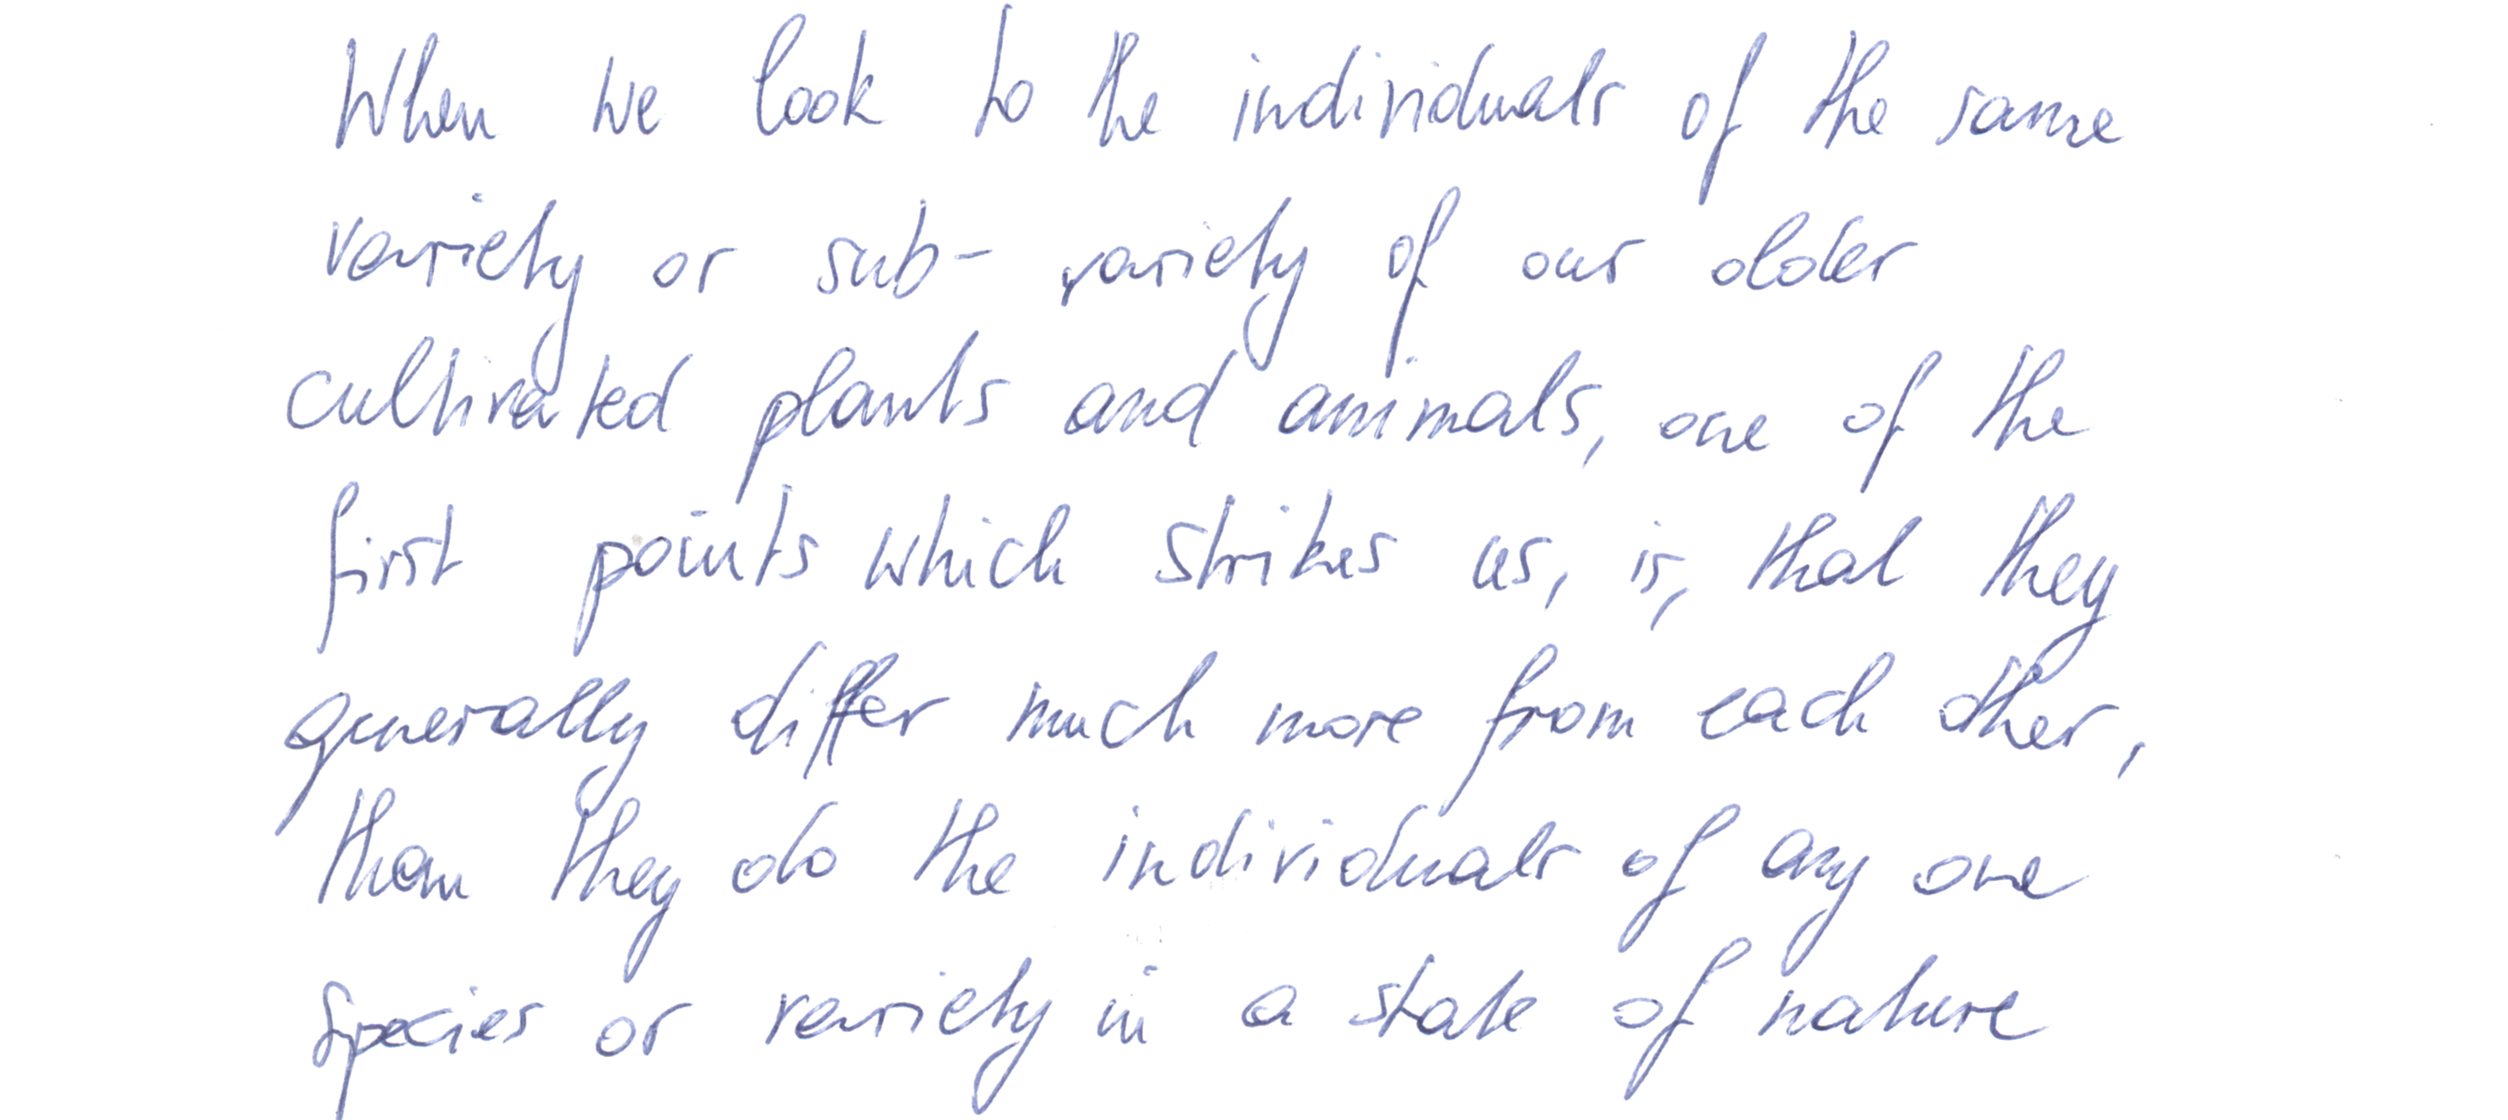 When we look to the individuals of the same
variety or sub- variety of our older
cultivated plants and animals, one of the
first points which strikes us, is, that they
generally differ much more from each other,
than they do the individuals of any one
species or variety in a state of nature